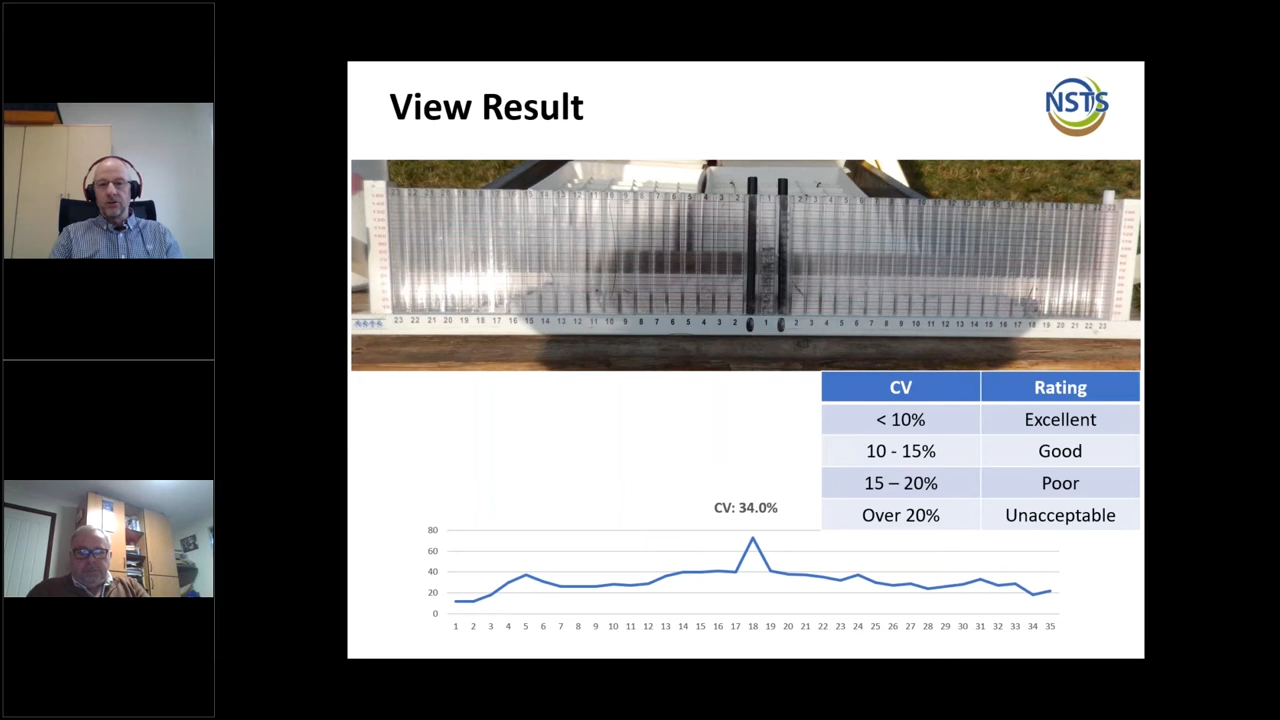 View Result
NSTS
23 22 21 20 19 18 17 16 15 14 13 12 11 10 9 8 7 6 5 4 3 2 1 2 3 4 5 6 7 8 9 10 11 12 13 14 15 16 17 18 19 20 21 22 23
CV Rating
< 10% Excellent
10 - 15% Good
15 – 20% Poor
Over 20% Unacceptable
CV: 34.0%
80
60
40
20
0
1 2 3 4 5 6 7 8 9 10 11 12 13 14 15 16 17 18 19 20 21 22 23 24 25 26 27 28 29 30 31 32 33 34 35